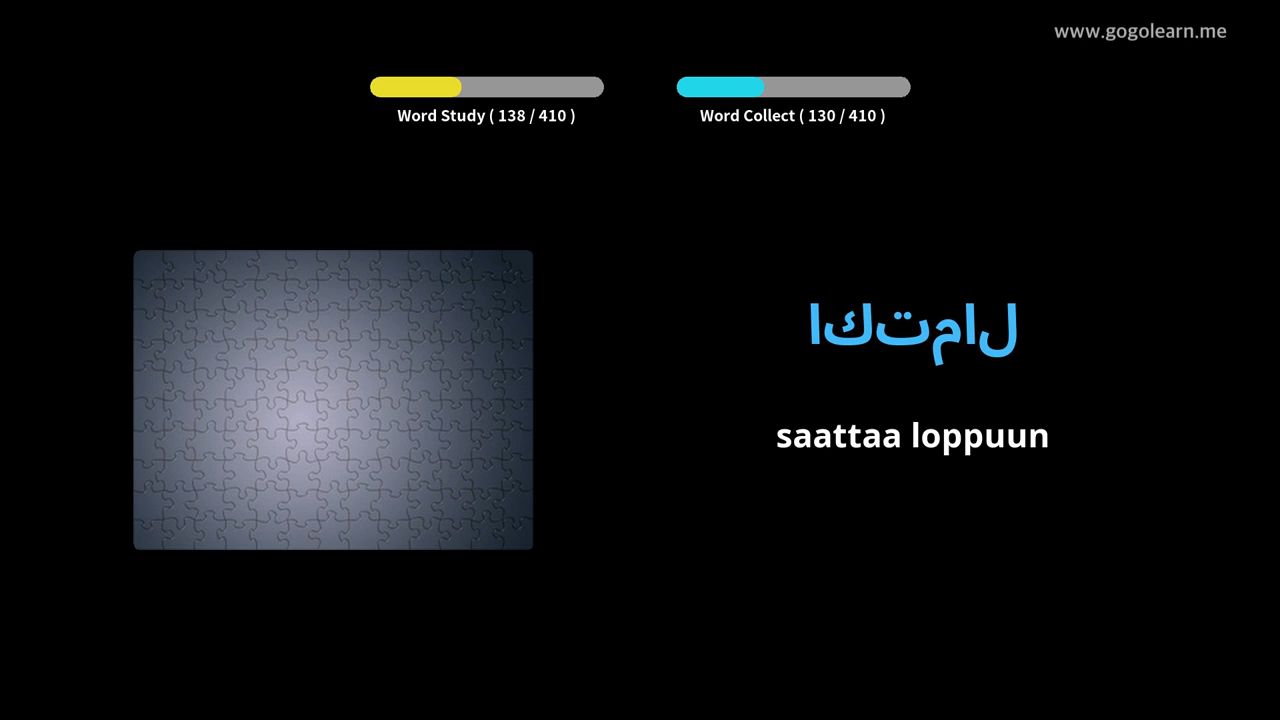 www.gogolearn.me
Word Study ( 138 / 410 )
Word Collect ( 130 / 410 )
اكتمال
saattaa loppuun